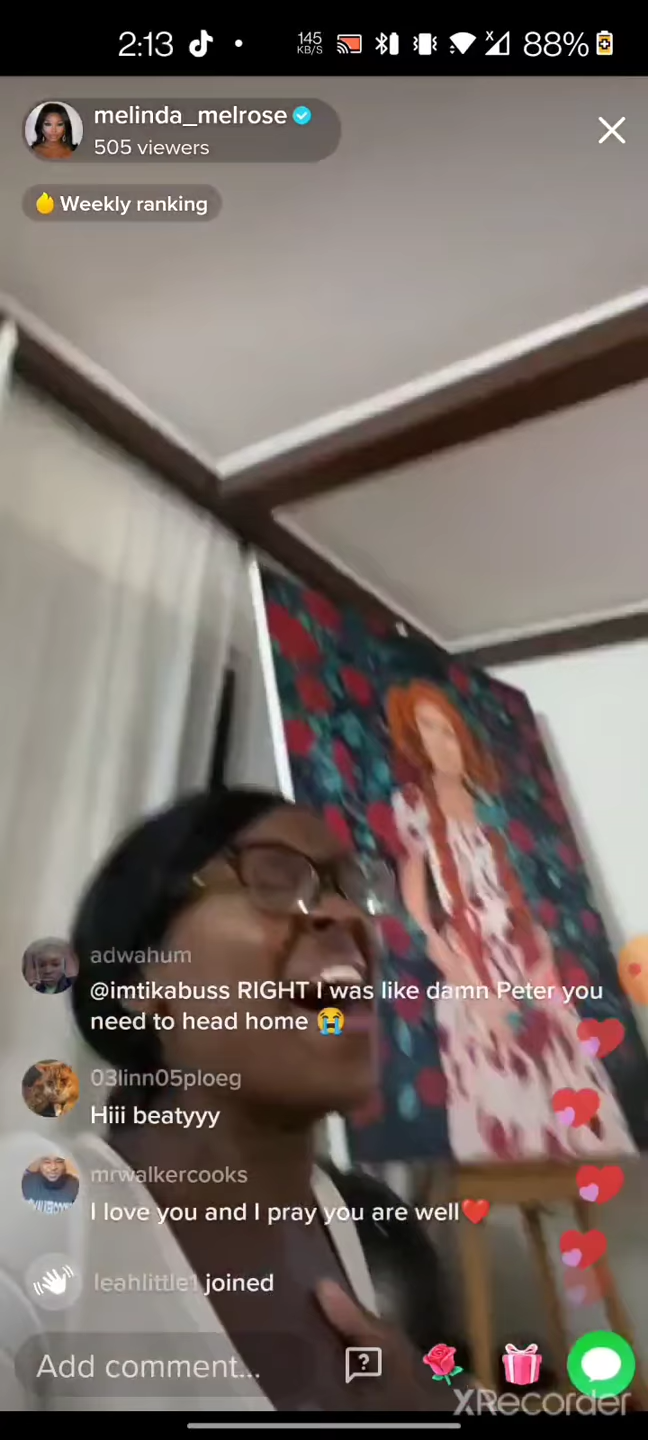 2:13
145
KB/S
88%
melinda_melrose
505 viewers
Weekly ranking
adwahum
@imtikabuss RIGHT I was like damn Peter you
need to head home 😭
03linn05ploeg
Hiii beatyyy
mrwalkercooks
I love you and I pray you are well❤️
leahlittle1 joined
Add comment...
XRecorder